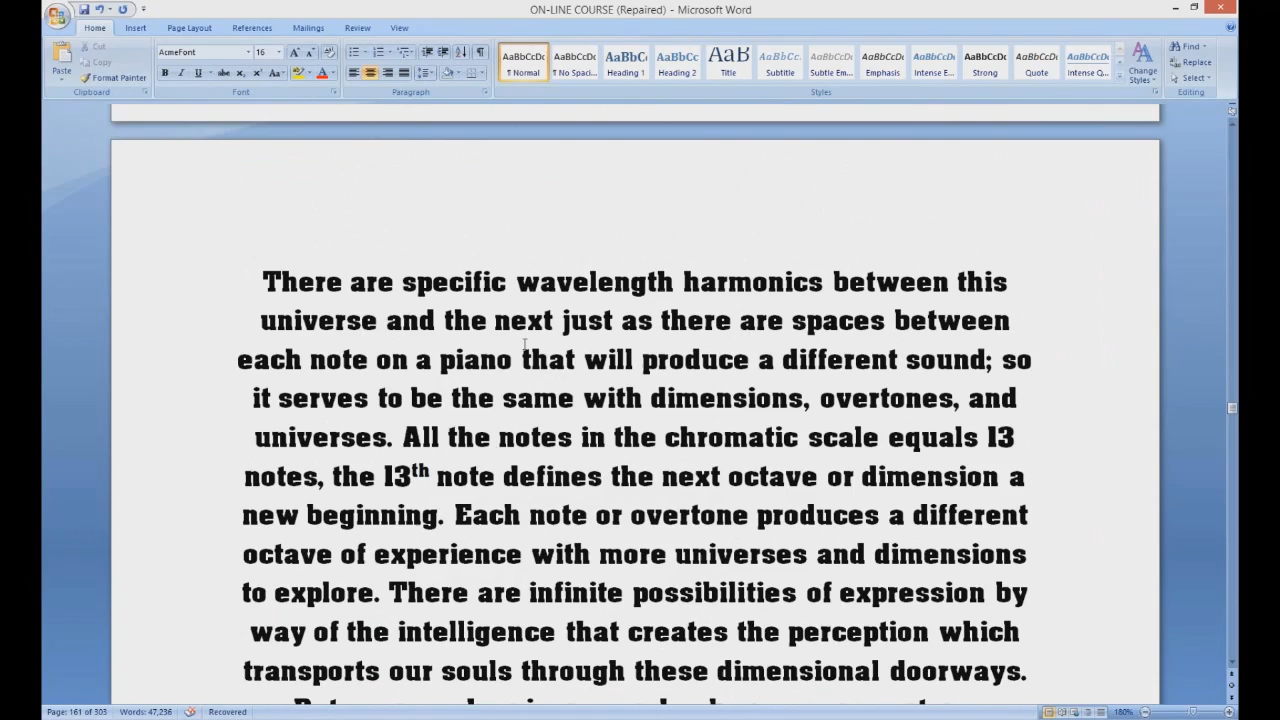 ON-LINE COURSE (Repaired) - Microsoft Word
Home Insert Page Layout References Mailings Review View
Paste
Cut
Copy
Format Painter
Clipboard
AcmeFont 16
Font
Paragraph
AaBbCcDc AaBbCcDc AaBbC AaBbCc AaB AaBbCc. AaBbCcDc AaBbCcDc AaBbCcDc AaBbCcDc AaBbCcDc AaBbCcDc
¶ Normal ¶ No Spaci... Heading 1 Heading 2 Title Subtitle Subtle Em... Emphasis Intense E... Strong Quote Intense Q...
Change Styles
Styles
Find
Replace
Select
Editing
There are specific wavelength harmonics between this
universe and the next just as there are spaces between
each note on a piano that will produce a different sound; so
it serves to be the same with dimensions, overtones, and
universes. All the notes in the chromatic scale equals 13
notes, the 13th note defines the next octave or dimension a
new beginning. Each note or overtone produces a different
octave of experience with more universes and dimensions
to explore. There are infinite possibilities of expression by
way of the intelligence that creates the perception which
transports our souls through these dimensional doorways.
Page: 161 of 303 Words: 47,236 Recovered 180%